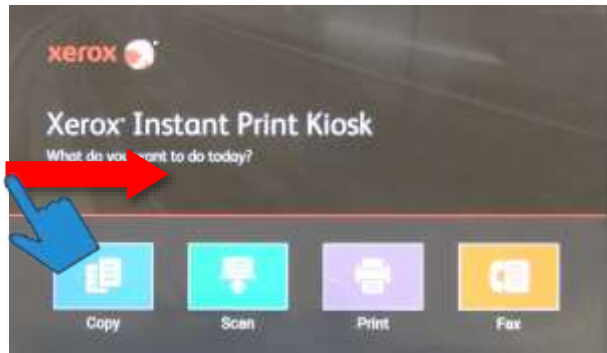 xerox
Xerox Instant Print Kiosk
What do you want to do today?
Copy
Scan
Print
Fax